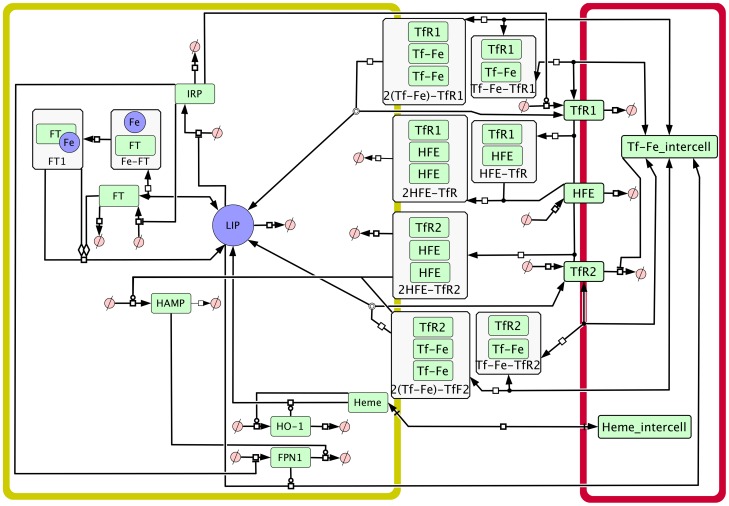 TfR1
Tf-Fe
Tf-Fe
2(Tf-Fe)-TfR1
TfR1
Tf-Fe
Tf-Fe-TfR1
IRP
TfR1
Fe
FT
Fe
FT1
FT
Fe-FT
TfR1
HFE
HFE
2HFE-TfR
TfR1
HFE
HFE-TfR
Tf-Fe_intercell
FT
HFE
LIP
TfR2
HFE
HFE
2HFE-TfR2
TfR2
HAMP
TfR2
Tf-Fe
Tf-Fe
2(Tf-Fe)-TfF2
TfR2
Tf-Fe
Tf-Fe-TfR2
Heme
HO-1
Heme_intercell
FPN1